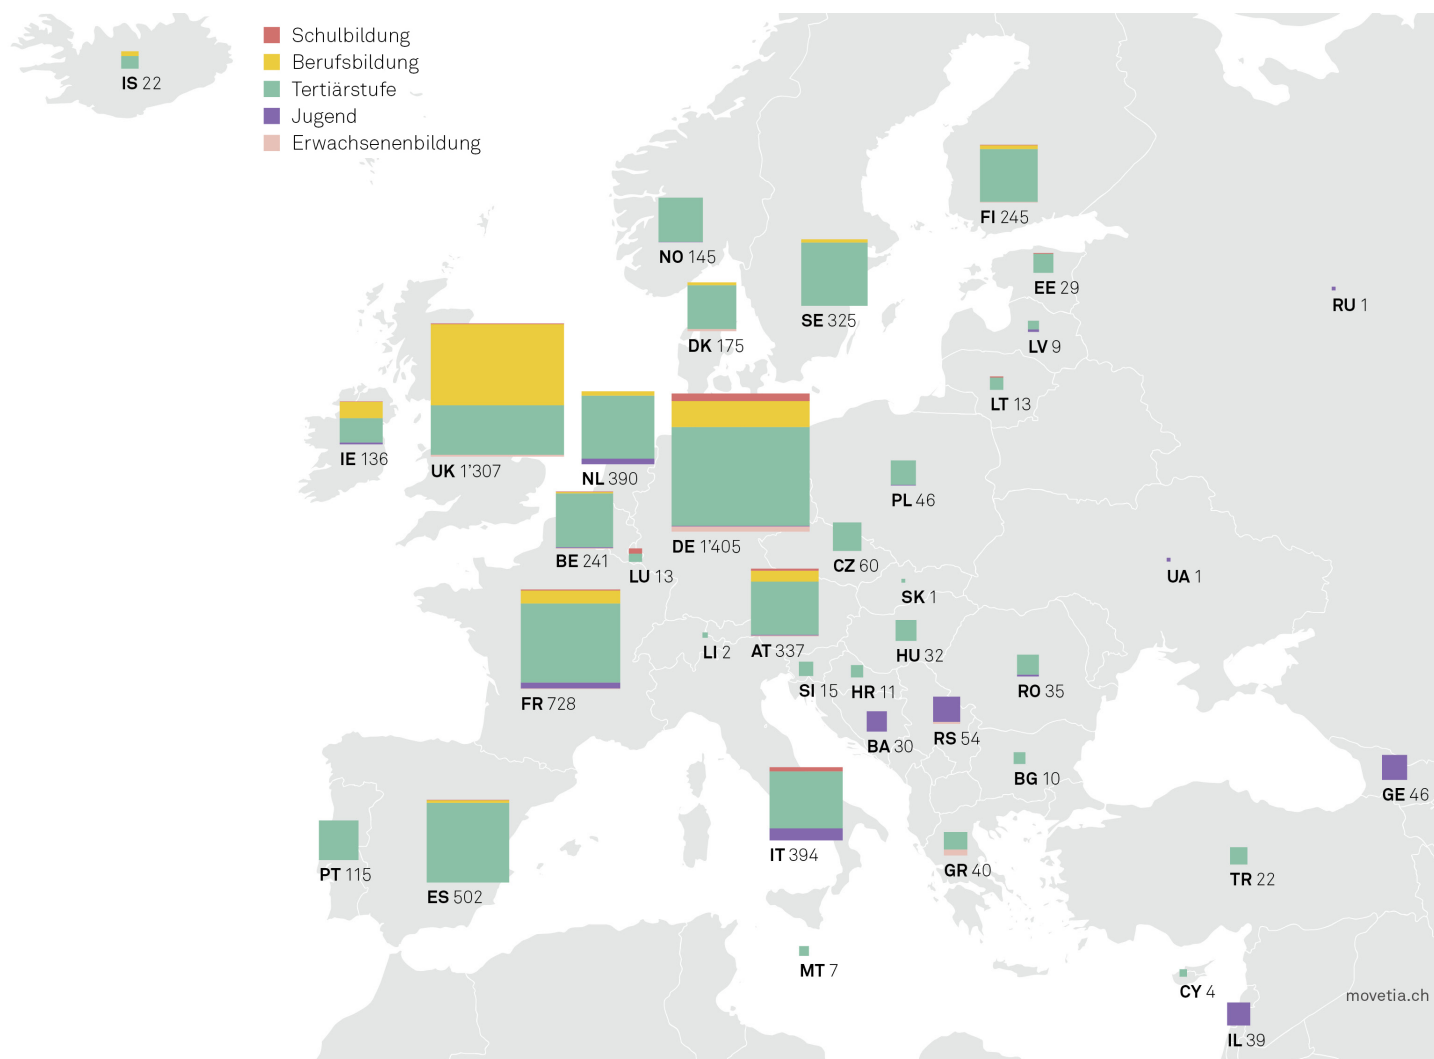 Schulbildung
Berufsbildung
Tertiärstufe
Jugend
Erwachsenenbildung
IS 22
FI 245
NO 145
EE 29
RU 1
SE 325
DK 175
LV 9
LT 13
IE 136
UK 1'307
NL 390
PL 46
DE 1'405
BE 241
CZ 60
LU 13
UA 1
SK 1
LI 2
AT 337
HU 32
SI 15
HR 11
RO 35
FR 728
BA 30
RS 54
BG 10
GE 46
IT 394
GR 40
PT 115
TR 22
ES 502
MT 7
CY 4
movetia.ch
IL 39